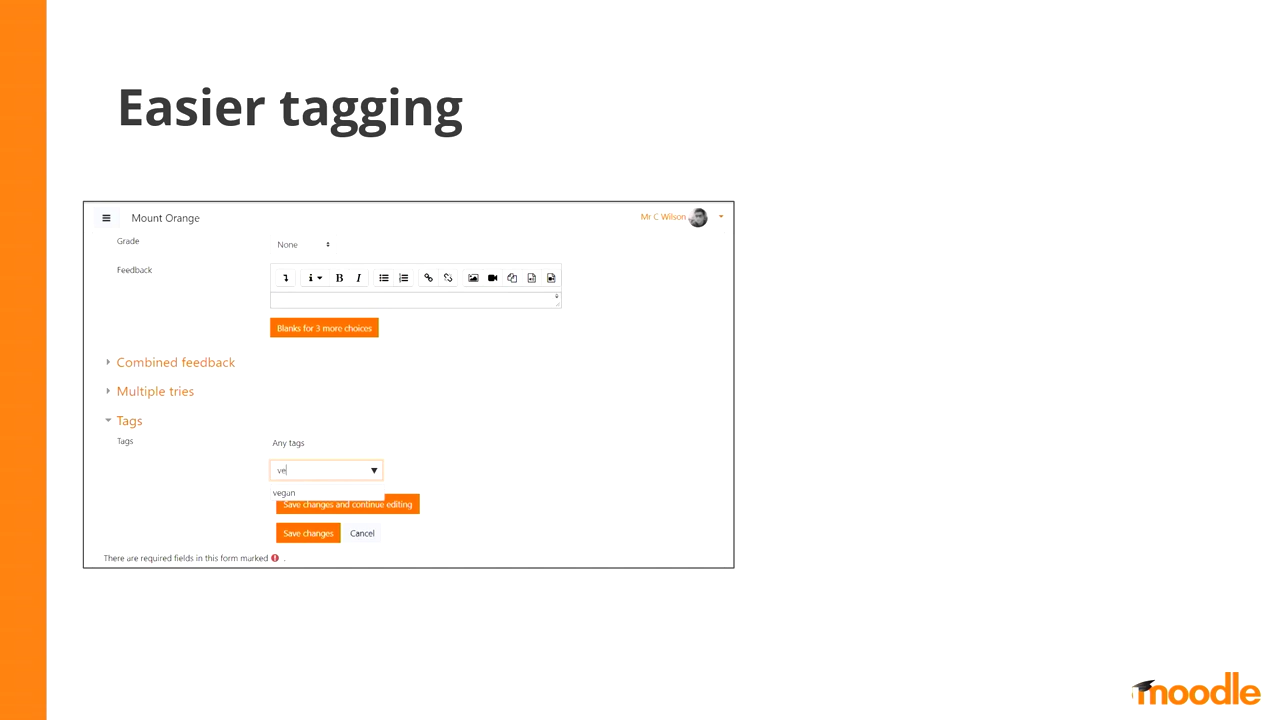 Easier tagging
Mount Orange
Mr C Wilson
Grade
None
Feedback
B I
Blanks for 3 more choices
Combined feedback
Multiple tries
Tags
Tags
Any tags
ve
vegan
Save changes and continue editing
Save changes
Cancel
There are required fields in this form marked .
moodle